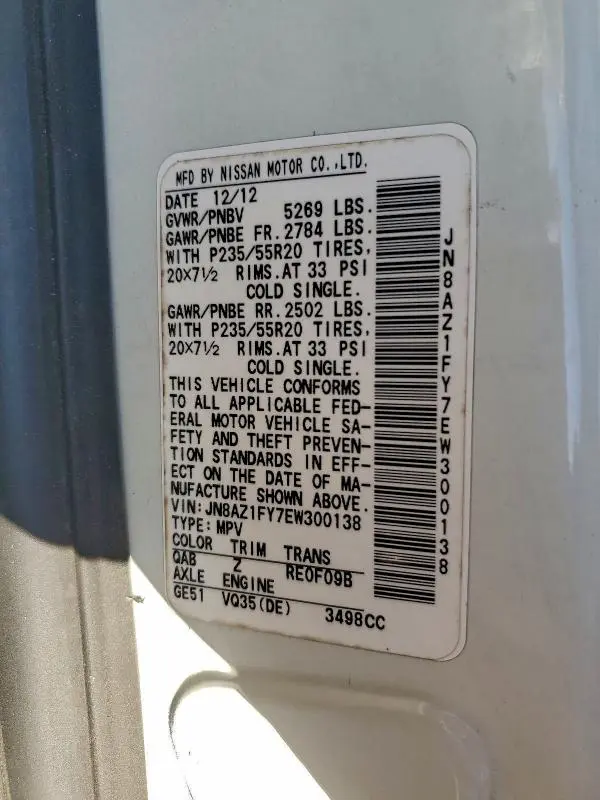 MFD BY NISSAN MOTOR CO.,LTD.
DATE 12/12
GVWR/PNBV 5269 LBS.
GAWR/PNBE FR. 2784 LBS.
WITH P235/55R20 TIRES,
20×7½ RIMS.AT 33 PSI
COLD SINGLE.
GAWR/PNBE RR. 2502 LBS.
WITH P235/55R20 TIRES,
20×7½ RIMS.AT 33 PSI
COLD SINGLE.
THIS VEHICLE CONFORMS
TO ALL APPLICABLE FED-
ERAL MOTOR VEHICLE SA-
FETY AND THEFT PREVEN-
TION STANDARDS IN EFF-
ECT ON THE DATE OF MA-
NUFACTURE SHOWN ABOVE.
VIN:JN8AZ1FY7EW300138
TYPE:MPV
COLOR TRIM TRANS
QAB Z RE0F09B
AXLE ENGINE
GE51 VQ35(DE) 3498CC
JN8AZ1FY7EW300138